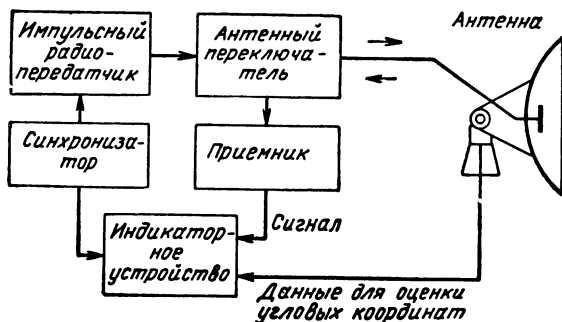 Импульсный
радио-
передатчик
Антенный
переключа-
тель
Антенна
Синхрониза-
тор
Приемник
Сигнал
Индикатор-
ное
устройство
Данные для оценки
угловых координат